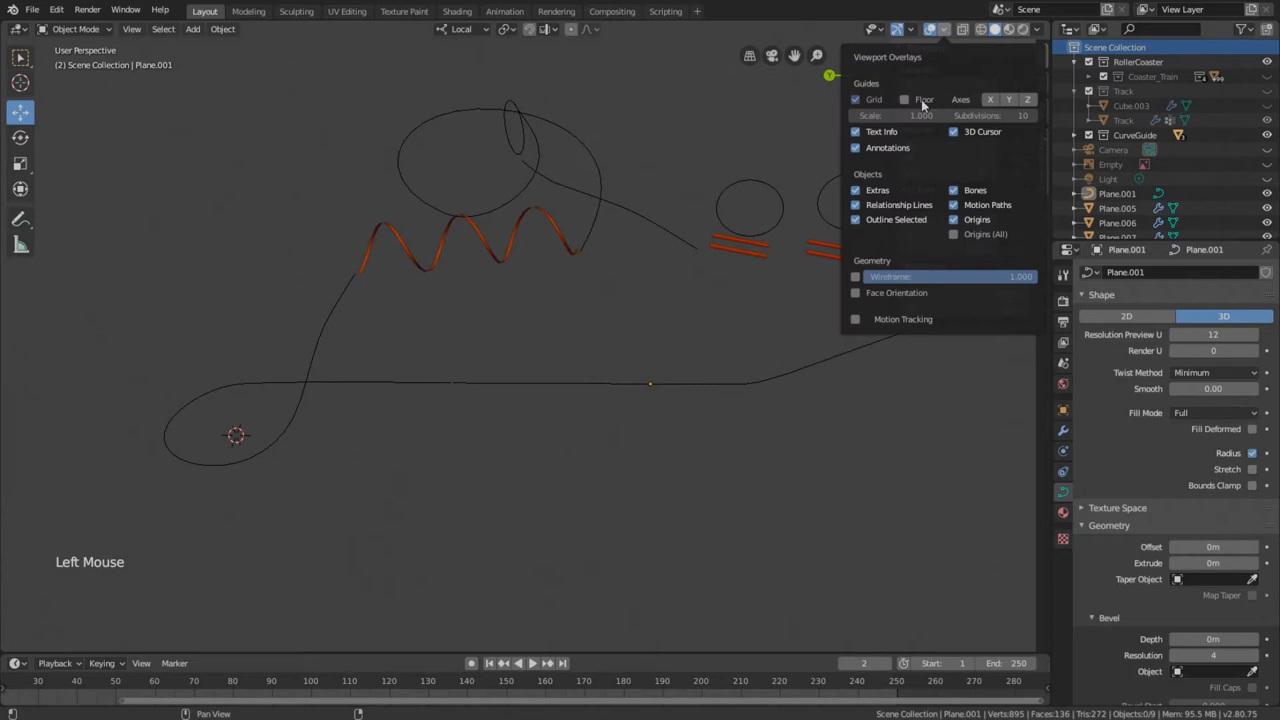 File Edit Render Window Help Layout Modeling Sculpting UV Editing Texture Paint Shading Animation Rendering Compositing Scripting + Scene View Layer
Object Mode View Select Add Object Local
User Perspective
(2) Scene Collection | Plane.001
Y
Viewport Overlays
Guides
Grid Floor Axes X Y Z
Scale: 1.000 Subdivisions: 10
Text Info 3D Cursor
Annotations
Objects
Extras Bones
Relationship Lines Motion Paths
Outline Selected Origins
Origins (All)
Geometry
Wireframe: 1.000
Face Orientation
Motion Tracking
Scene Collection
RollerCoaster
Coaster_Train 4 99
Track
Cube.003
Track
CurveGuide 3
Camera
Empty
Light
Plane.001
Plane.005
Plane.006
Plane.007
Plane.001 Plane.001
Plane.001
Shape
2D 3D
Resolution Preview U 12
Render U 0
Twist Method Minimum
Smooth 0.00
Fill Mode Full
Fill Deformed
Radius
Stretch
Bounds Clamp
Texture Space
Geometry
Offset 0m
Extrude 0m
Taper Object
Map Taper
Bevel
Depth 0m
Resolution 4
Object
Fill Caps
Left Mouse
Playback Keying View Marker 2 Start: 1 End: 250
30 40 50 60 70 80 90 100 110 120 130 140 150 160 170 180 190 200 210 220 230 240 250 260 270 280
Pan View Scene Collection | Verts:895 | Faces:136 | Tris:272 | Objects:0/9 | Mem: 95.5 MB | v2.80.75